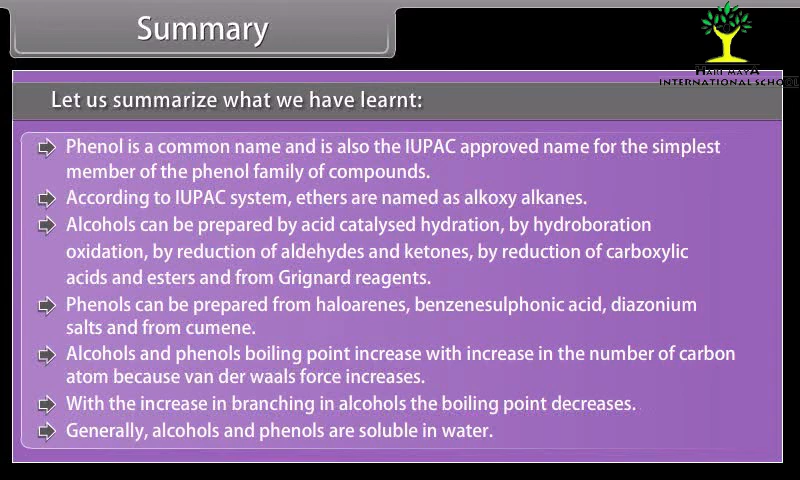 Summary
HARI MAYA
INTERNATIONAL SCHOOL
Let us summarize what we have learnt:
Phenol is a common name and is also the IUPAC approved name for the simplest
member of the phenol family of compounds.
According to IUPAC system, ethers are named as alkoxy alkanes.
Alcohols can be prepared by acid catalysed hydration, by hydroboration
oxidation, by reduction of aldehydes and ketones, by reduction of carboxylic
acids and esters and from Grignard reagents.
Phenols can be prepared from haloarenes, benzenesulphonic acid, diazonium
salts and from cumene.
Alcohols and phenols boiling point increase with increase in the number of carbon
atom because van der waals force increases.
With the increase in branching in alcohols the boiling point decreases.
Generally, alcohols and phenols are soluble in water.